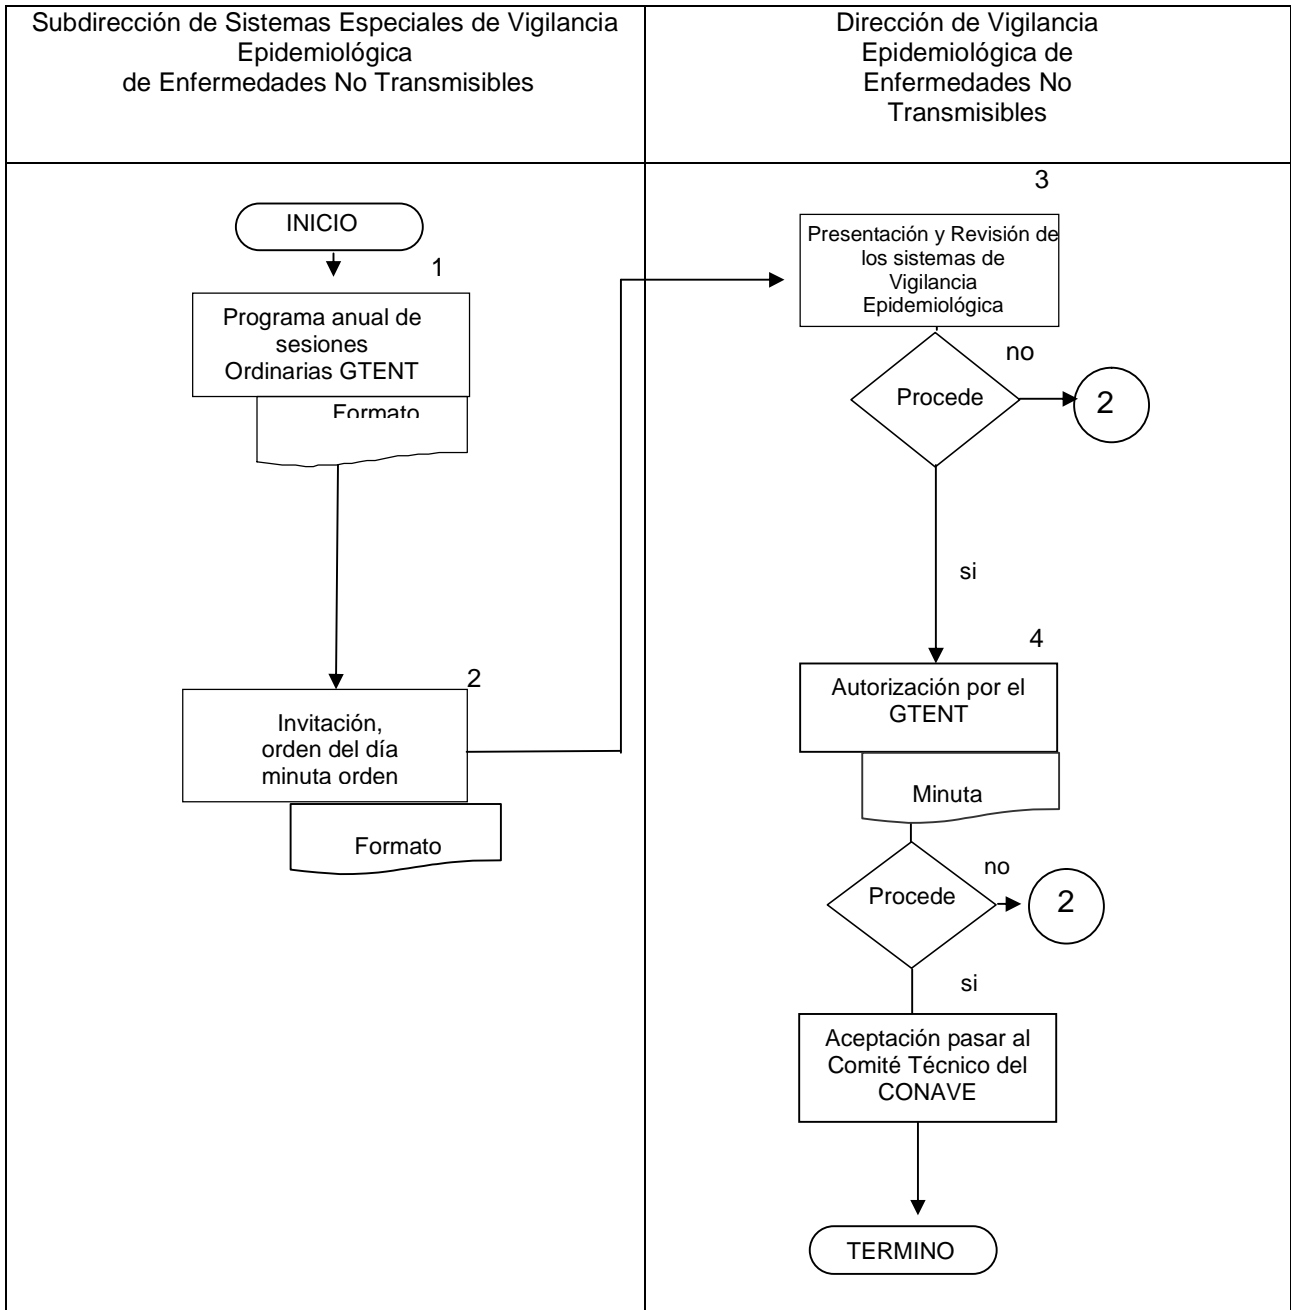 Subdirección de Sistemas Especiales de Vigilancia
Epidemiológica
de Enfermedades No Transmisibles
Dirección de Vigilancia
Epidemiológica de
Enfermedades No
Transmisibles
INICIO
1
Programa anual de
sesiones
Ordinarias GTENT
Formato
2
Invitación,
orden del día
minuta orden
Formato
3
Presentación y Revisión de
los sistemas de
Vigilancia
Epidemiológica
no
Procede
2
si
4
Autorización por el
GTENT
Minuta
no
Procede
2
si
Aceptación pasar al
Comité Técnico del
CONAVE
TERMINO